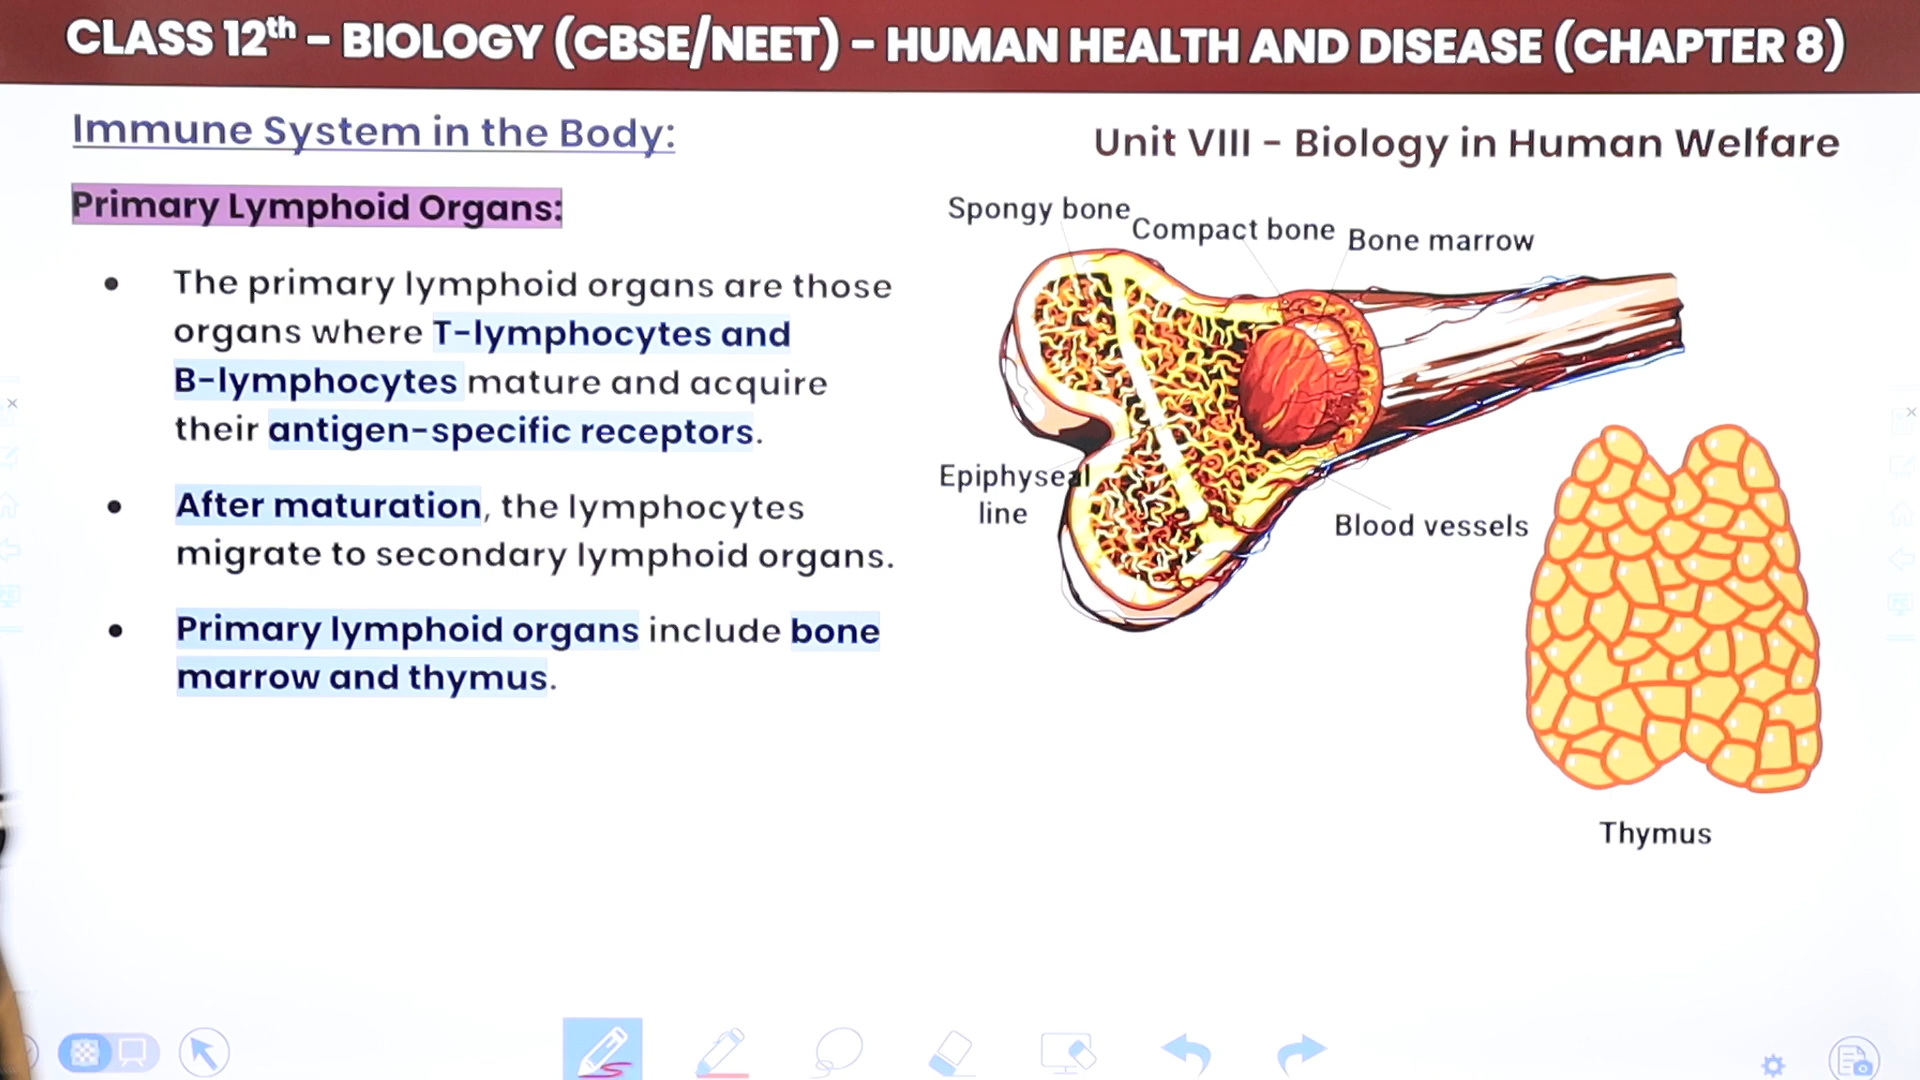 CLASS 12th – BIOLOGY (CBSE/NEET) – HUMAN HEALTH AND DISEASE (CHAPTER 8)
Immune System in the Body:
Unit VIII – Biology in Human Welfare
Primary Lymphoid Organs:
• The primary lymphoid organs are those
organs where T-lymphocytes and
B-lymphocytes mature and acquire
their antigen-specific receptors.
• After maturation, the lymphocytes
migrate to secondary lymphoid organs.
• Primary lymphoid organs include bone
marrow and thymus.
Spongy bone
Compact bone
Bone marrow
Epiphyseal
line
Blood vessels
Thymus